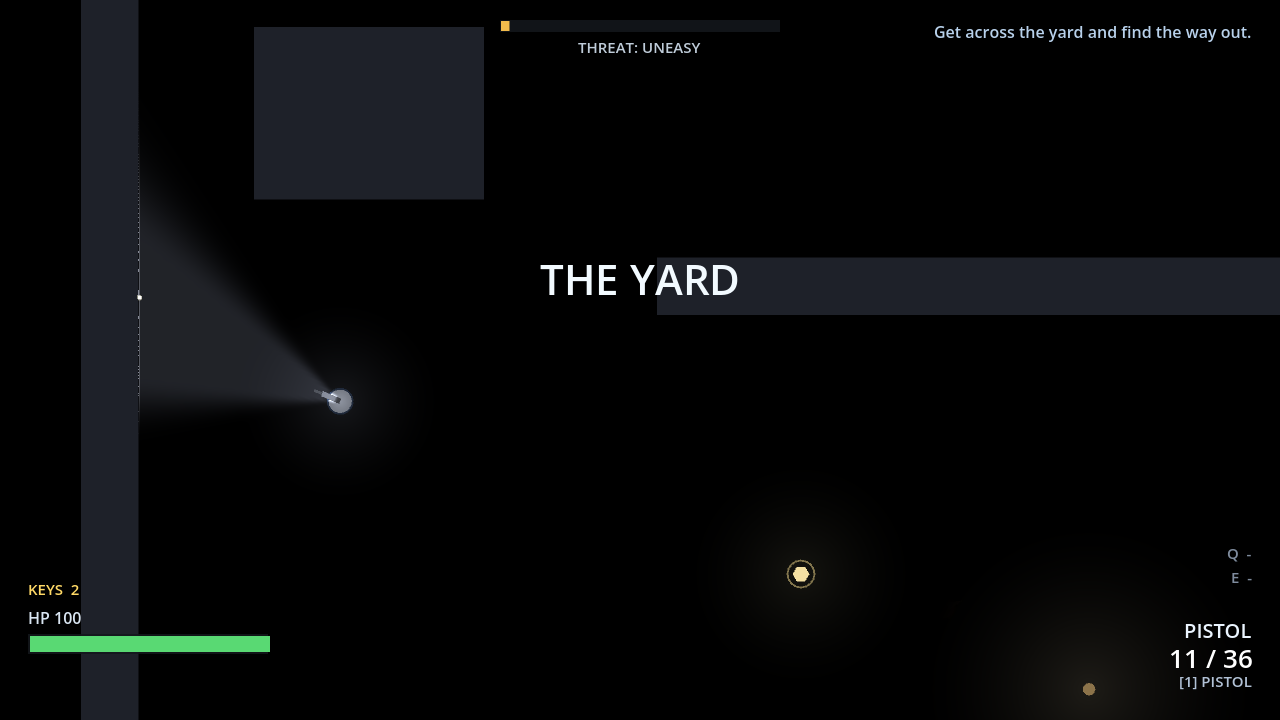 THREAT: UNEASY
Get across the yard and find the way out.
THE YARD
KEYS 2
HP 100
Q -
E -
PISTOL
11 / 36
[1] PISTOL